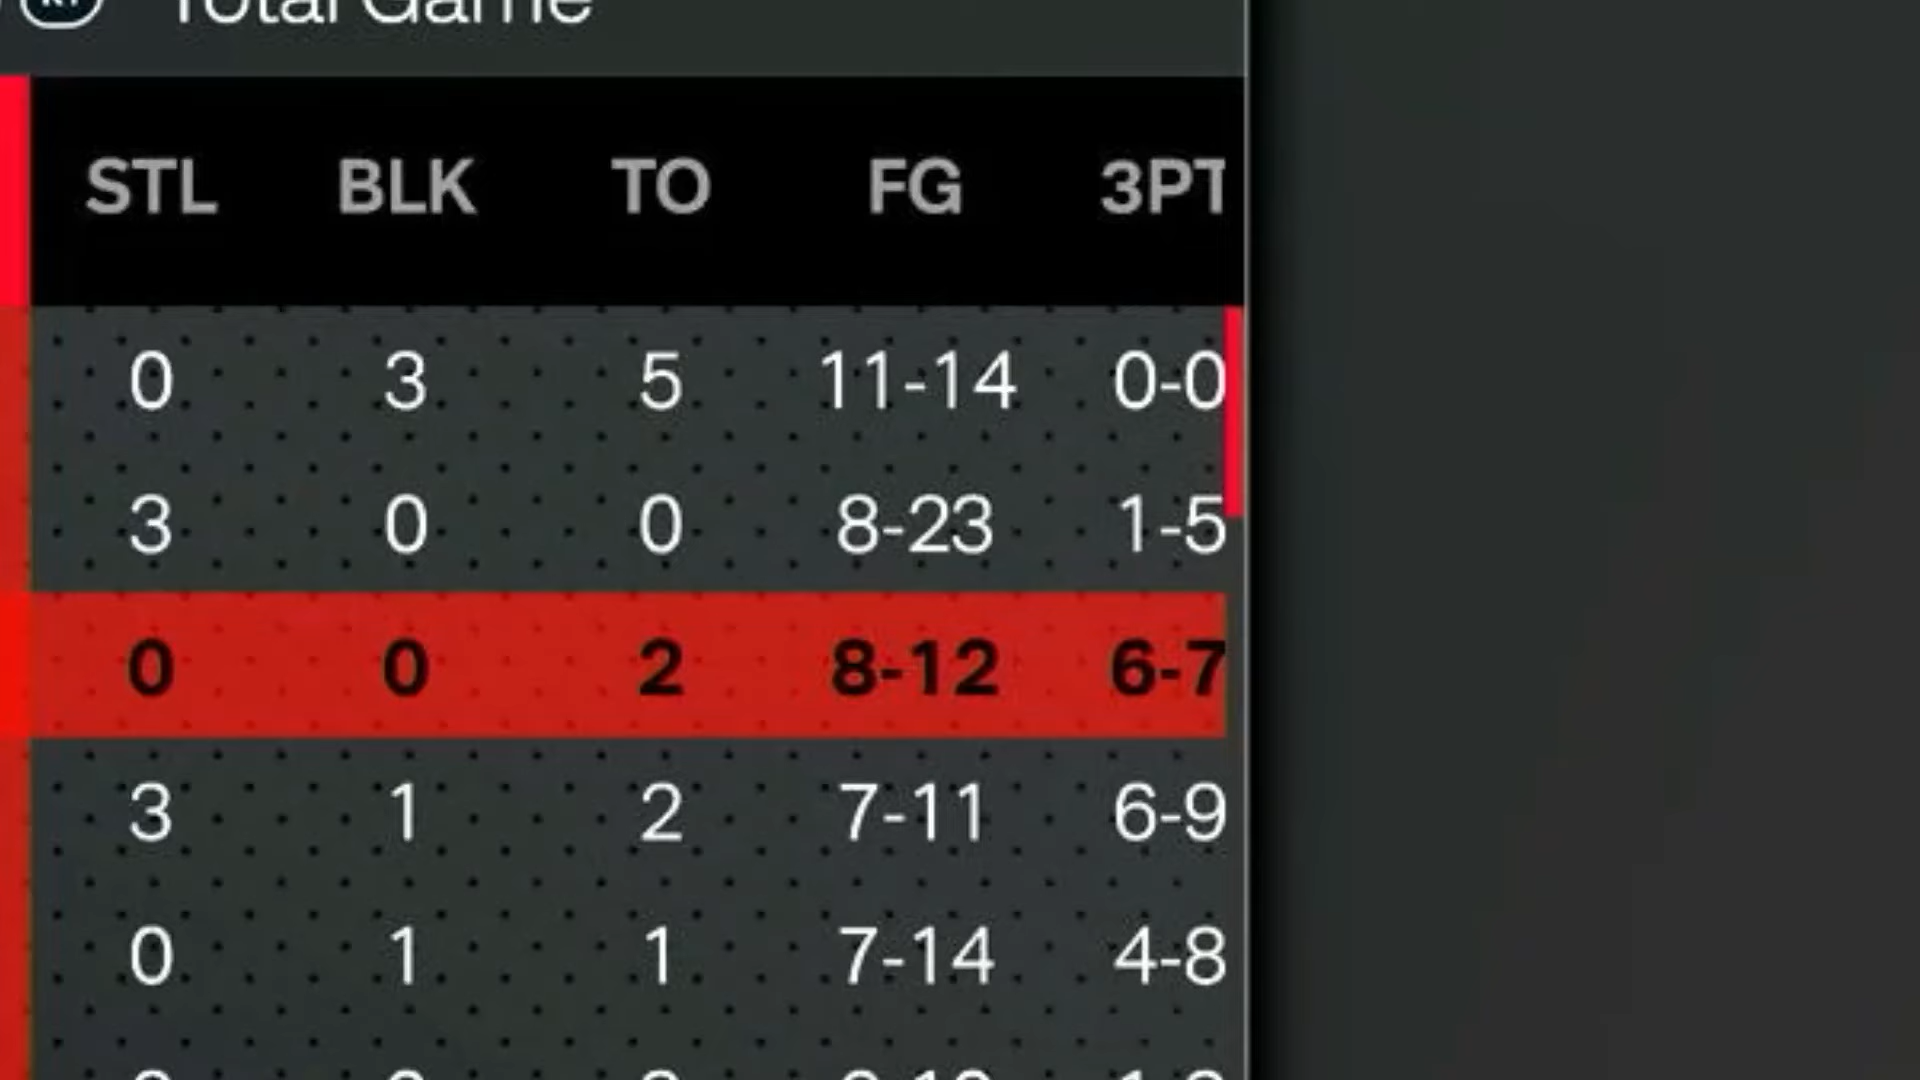 Total Game
STL BLK TO FG 3PT
0 3 5 11-14 0-0
3 0 0 8-23 1-5
0 0 2 8-12 6-7
3 1 2 7-11 6-9
0 1 1 7-14 4-8